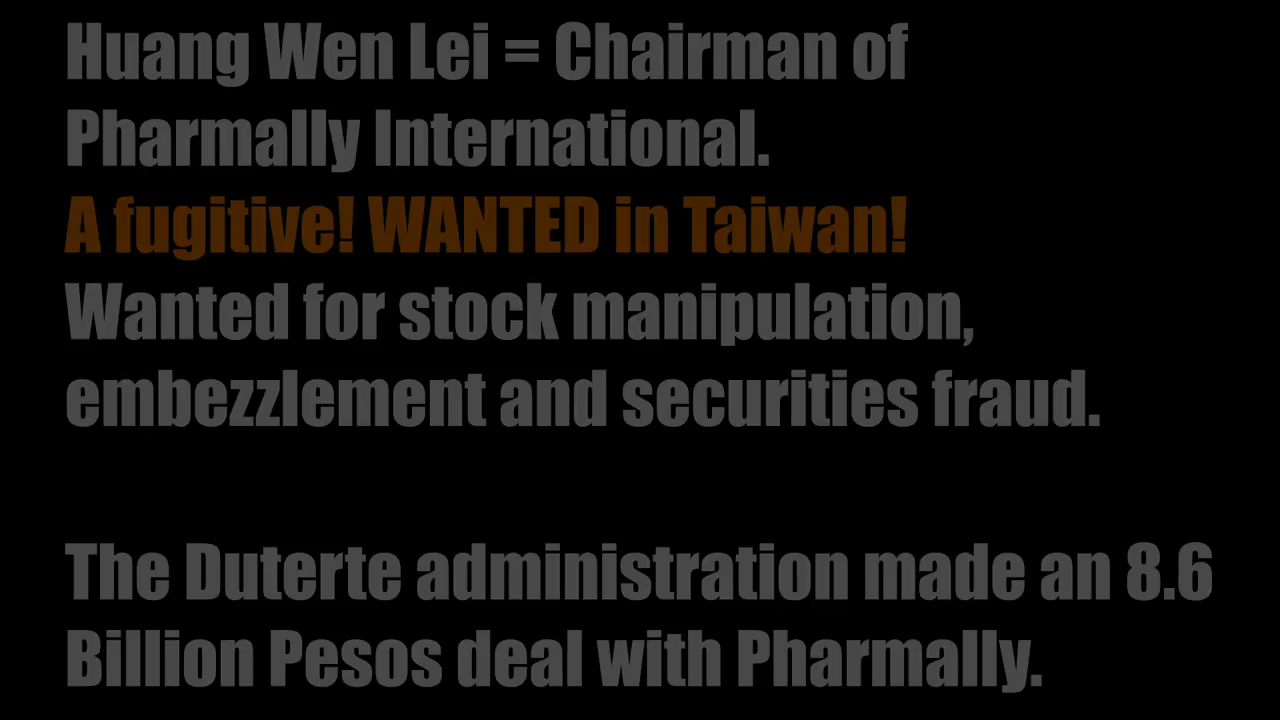 Huang Wen Lei = Chairman of
Pharmally International.
A fugitive! WANTED in Taiwan!
Wanted for stock manipulation,
embezzlement and securities fraud.
The Duterte administration made an 8.6
Billion Pesos deal with Pharmally.